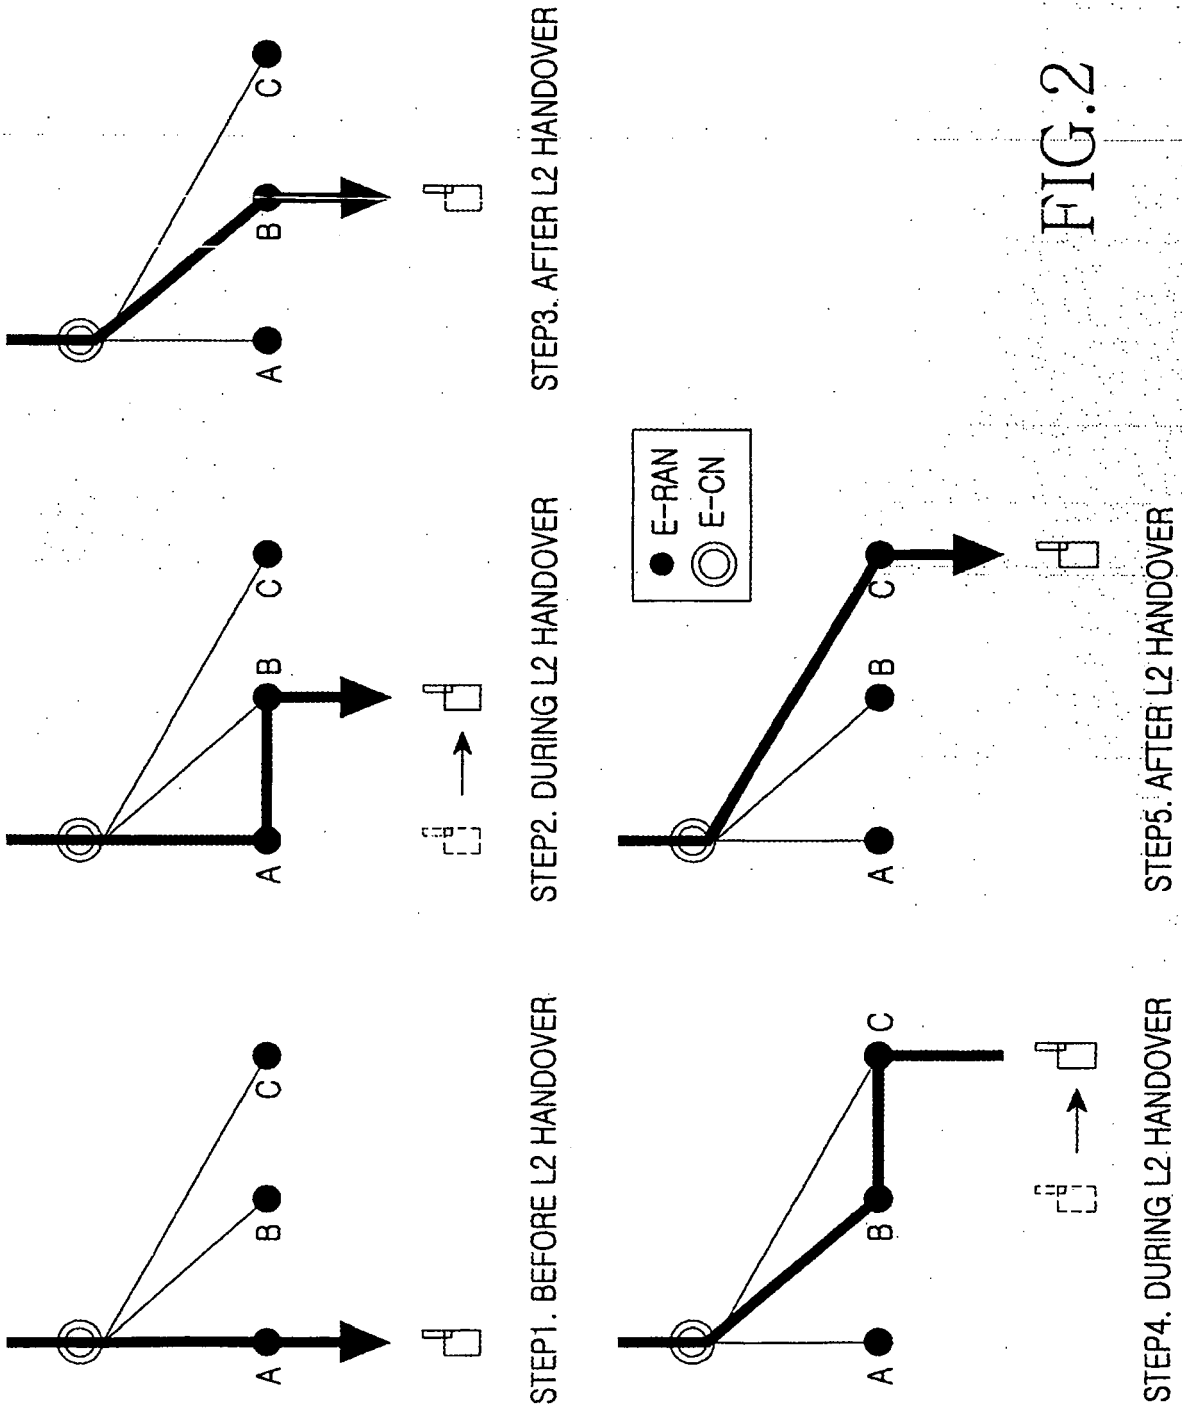 A
B
C
STEP1. BEFORE L2 HANDOVER
A
B
C
STEP2. DURING L2 HANDOVER
A
B
C
STEP3. AFTER L2 HANDOVER
A
B
C
STEP4. DURING L2 HANDOVER
A
B
C
STEP5. AFTER L2 HANDOVER
E-RAN
E-CN
FIG.2